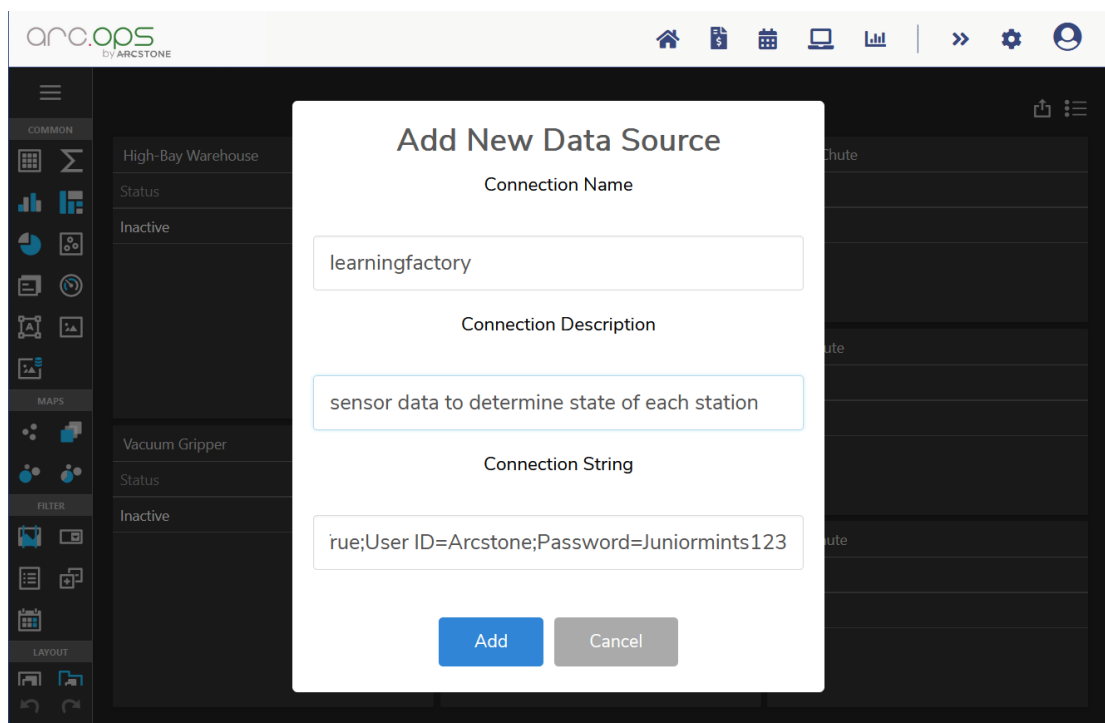 arc.ops
by ARCSTONE
COMMON
MAPS
FILTER
LAYOUT
High-Bay Warehouse
Status
Inactive
Vacuum Gripper
Status
Inactive
Chute
ute
ute
Add New Data Source
Connection Name
learningfactory
Connection Description
sensor data to determine state of each station
Connection String
rue;User ID=Arcstone;Password=Juniormints123
Add
Cancel